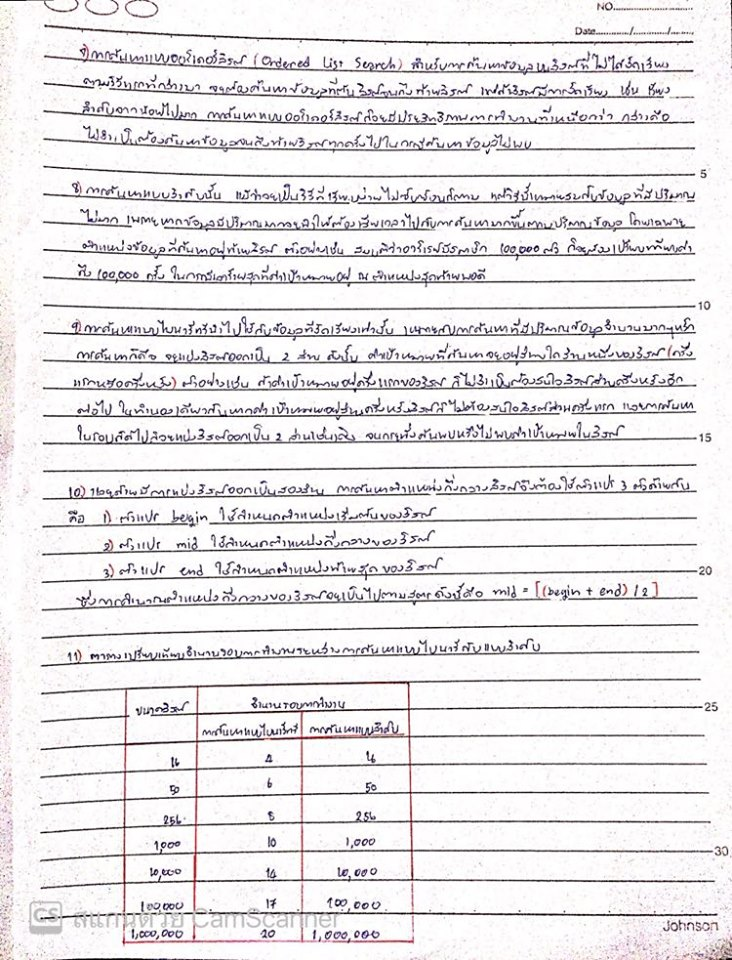 NO.
Date
7) การค้นหาแบบออร์เดอร์ลิสต์ (Ordered List Search) สำหรับการค้นหาข้อมูลบนลิสต์ที่ไม่ได้จัดเรียง
ตามวิธีแรกที่กล่าวมา จะต้องค้นหาข้อมูลที่ต้นลิสต์จนถึงท้ายลิสต์ แต่ถ้าลิสต์มีการจัดเรียง เช่น เรียง
ลำดับจากน้อยไปมาก การค้นหาแบบออร์เดอร์ลิสต์ก็จะมีประสิทธิภาพการทำงานที่เหนือกว่า กล่าวคือ
ไม่จำเป็นต้องค้นหาข้อมูลจนถึงท้ายลิสต์ทุกครั้งไปในกรณีค้นหาข้อมูลไม่พบ
5
8) การค้นหาแบบลำดับนั้น แม้ว่าจะเป็นวิธีที่เรียบง่ายไม่ซับซ้อนก็ตาม แต่วิธีนี้เหมาะสมกับข้อมูลที่มีปริมาณ
ไม่มาก เพราะหากข้อมูลมีปริมาณมากจะทำให้ต้องเสียเวลาไปกับการค้นหามากขึ้นตามปริมาณข้อมูล โดยเฉพาะ
ตำแหน่งข้อมูลที่ค้นหาอยู่ท้ายลิสต์ ตัวอย่างเช่น สมมติว่าอาร์เรย์มีสมาชิก 100,000 ตัว ก็จะต้องเปรียบเทียบค่า
ถึง 100,000 ครั้ง ในกรณีเลวร้ายสุดที่ค่าเป้าหมายอยู่ ณ ตำแหน่งสุดท้ายพอดี
10
9) การค้นหาแบบไบนารีทรีนำไปใช้กับข้อมูลที่จัดเรียงเท่านั้น เหมาะกับการค้นหาที่มีปริมาณข้อมูลจำนวนมากๆหลัก
การค้นหาก็คือ จะแบ่งลิสต์ออกเป็น 2 ส่วน ดังนั้น ค่าเป้าหมายที่ค้นหาจะอยู่ส่วนใดส่วนหนึ่งของลิสต์ (ครึ่ง
แรกหรือครึ่งหลัง) ตัวอย่างเช่น ถ้าค่าเป้าหมายอยู่ครึ่งแรกของลิสต์ ก็ไม่จำเป็นต้องสนใจลิสต์ส่วนครึ่งหลังอีก
ต่อไป ในทำนองเดียวกันหากค่าเป้าหมายอยู่ส่วนครึ่งหลังลิสต์ก็ไม่ต้องสนใจลิสต์ส่วนครึ่งแรก และการค้นหา
ในรอบถัดไปก็จะแบ่งลิสต์ออกเป็น 2 ส่วนเช่นเดิม จนกระทั่งค้นพบหรือไม่พบค่าเป้าหมายในลิสต์
15
10) ด้วยการแบ่งลิสต์ออกเป็นสองส่วน การค้นหาตำแหน่งกึ่งกลางลิสต์จึงต้องใช้ตัวแปร 3 ตัวด้วยกัน
คือ 1) ตัวแปร begin ใช้กำหนดตำแหน่งเริ่มต้นของลิสต์
2) ตัวแปร mid ใช้กำหนดตำแหน่งกึ่งกลางของลิสต์
3) ตัวแปร end ใช้กำหนดตำแหน่งท้ายสุดของลิสต์
20
ซึ่งการคำนวณตำแหน่งกึ่งกลางของลิสต์จะเป็นไปตามสูตรดังนี้คือ mid = [(begin + end) / 2]
11) ตารางเปรียบเทียบจำนวนรอบการทำงานระหว่างการค้นหาแบบไบนารีกับแบบลำดับ
ขนาดลิสต์ จำนวนรอบการทำงาน
25
การค้นหาแบบไบนารีทรี การค้นหาแบบลำดับ
16 4 16
50 6 50
256 8 256
1,000 10 1,000
30
10,000 14 10,000
100,000 17 100,000
CS สแกนด้วย CamScanner
Johnson
1,000,000 20 1,000,000